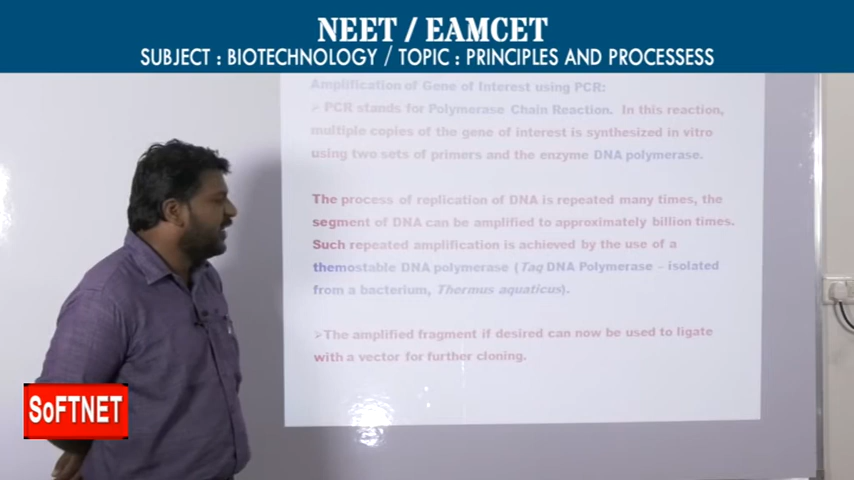 NEET / EAMCET
SUBJECT : BIOTECHNOLOGY / TOPIC : PRINCIPLES AND PROCESSESS
Amplification of Gene of Interest using PCR:
➢ PCR stands for Polymerase Chain Reaction. In this reaction,
multiple copies of the gene of interest is synthesized in vitro
using two sets of primers and the enzyme DNA polymerase.
The process of replication of DNA is repeated many times, the
segment of DNA can be amplified to approximately billion times.
Such repeated amplification is achieved by the use of a
themostable DNA polymerase (Taq DNA Polymerase – isolated
from a bacterium, Thermus aquaticus).
➢The amplified fragment if desired can now be used to ligate
with a vector for further cloning.
SoFTNET